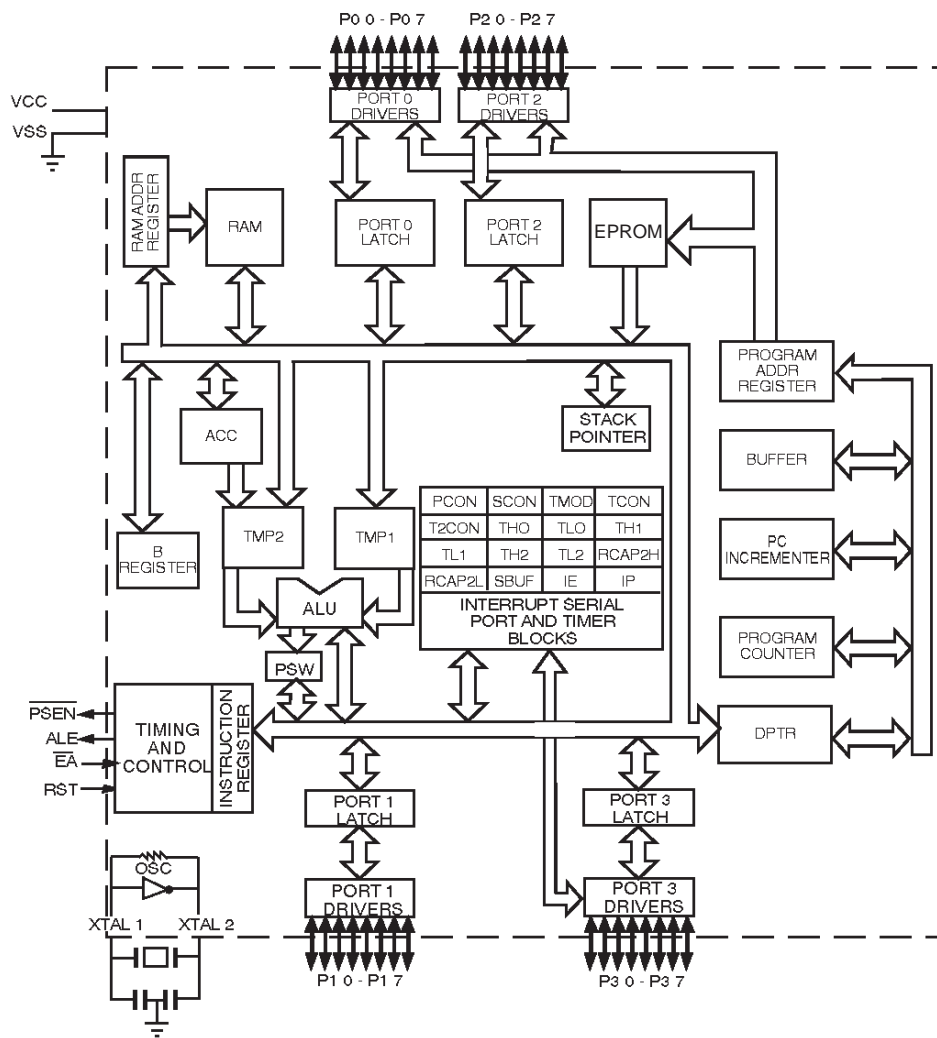 P0 0 - P0 7
P2 0 - P2 7
VCC
VSS
PORT 0
DRIVERS
PORT 2
DRIVERS
RAM ADDR
REGISTER
RAM
PORT 0
LATCH
PORT 2
LATCH
EPROM
PROGRAM
ADDR
REGISTER
STACK
POINTER
ACC
BUFFER
B
REGISTER
TMP2
TMP1
PCON SCON TMOD TCON
T2CON THO TLO TH1
TL1 TH2 TL2 RCAP2H
RCAP2L SBUF IE IP
INTERRUPT SERIAL
PORT AND TIMER
BLOCKS
PC
INCREMENTER
ALU
PSW
PROGRAM
COUNTER
PSEN
ALE
EA
RST
TIMING
AND
CONTROL
INSTRUCTION
REGISTER
DPTR
PORT 1
LATCH
PORT 3
LATCH
OSC
XTAL 1
XTAL 2
PORT 1
DRIVERS
PORT 3
DRIVERS
P1 0 - P1 7
P3 0 - P3 7